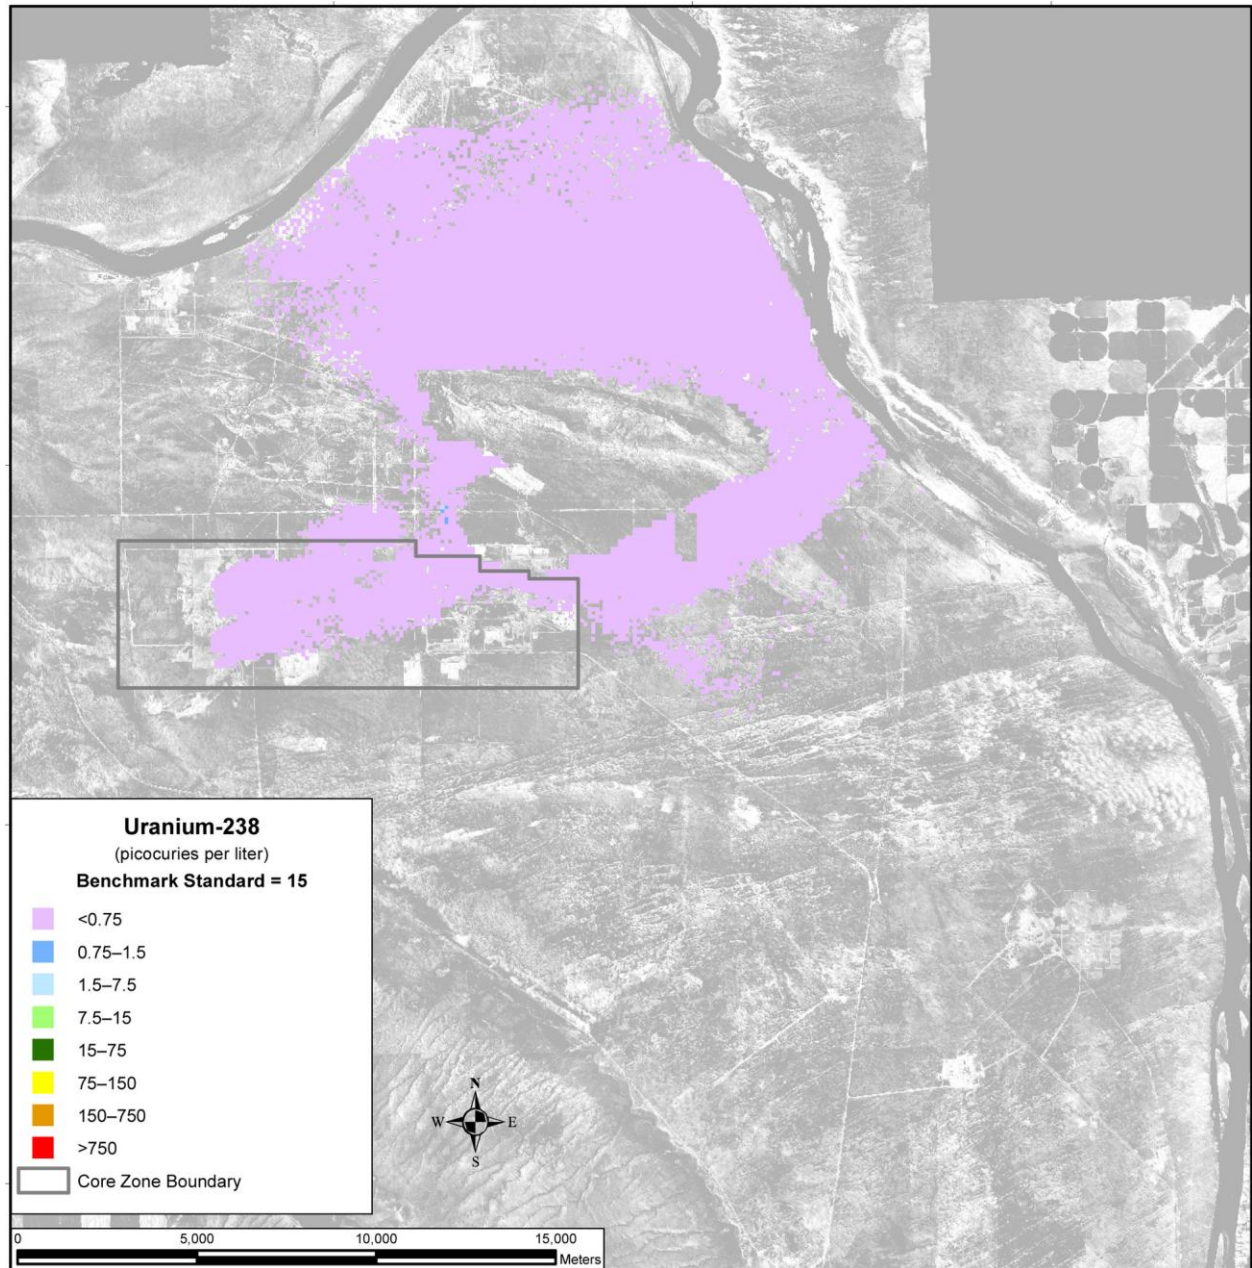 Uranium-238
(picocuries per liter)
Benchmark Standard = 15
<0.75
0.75–1.5
1.5–7.5
7.5–15
15–75
75–150
150–750
>750
Core Zone Boundary
N
W E
S
0 5,000 10,000 15,000
Meters